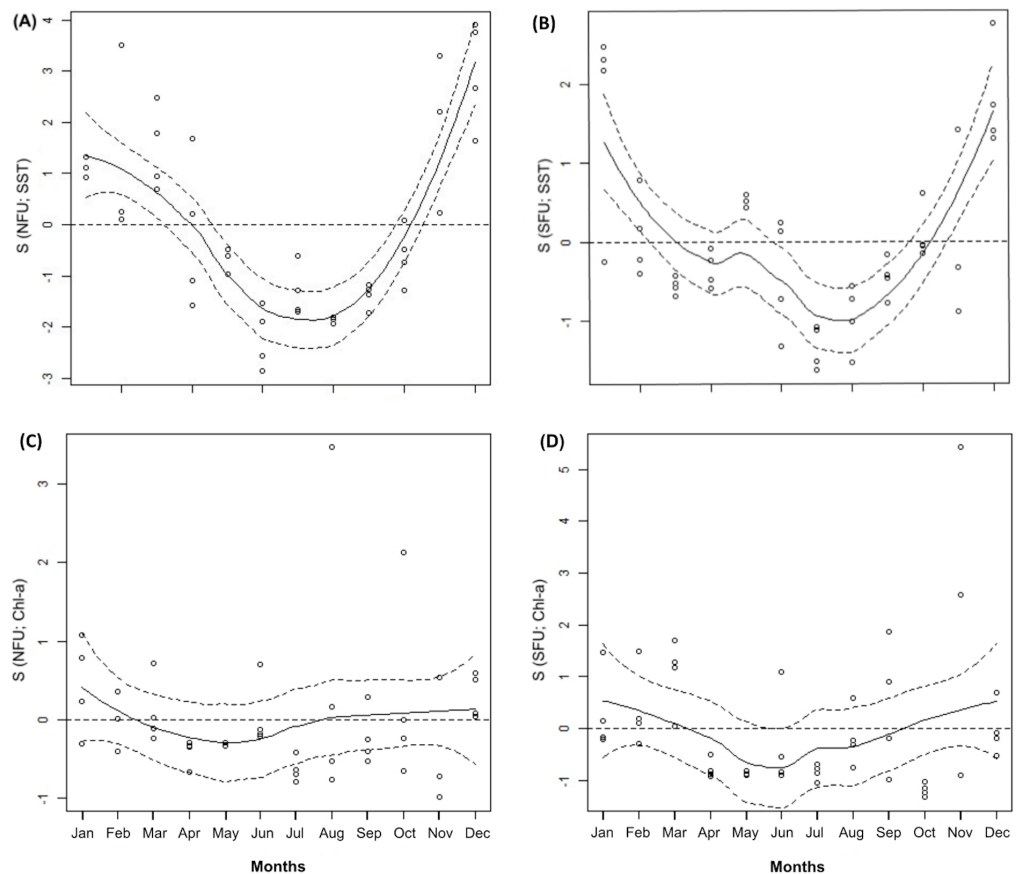 (A)
S (NFU; SST)
4
3
2
1
0
-1
-2
-3
(B)
S (SFU; SST)
2
1
0
-1
(C)
S (NFU; Chl-a)
3
2
1
0
-1
Jan Feb Mar Apr May Jun Jul Aug Sep Oct Nov Dec
Months
(D)
S (SFU; Chl-a)
5
4
3
2
1
0
-1
Jan Feb Mar Apr May Jun Jul Aug Sep Oct Nov Dec
Months